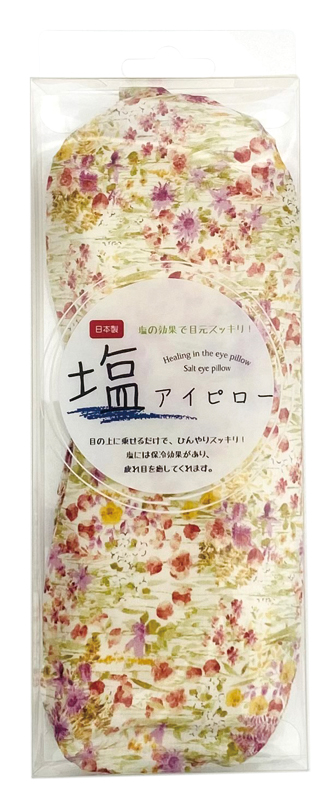 日本製
塩の効果で目元スッキリ！
Healing in the eye pillow
Salt eye pillow
塩アイピロー
目の上に乗せるだけで、ひんやりスッキリ！
塩には保冷効果があり、
疲れ目を癒してくれます。